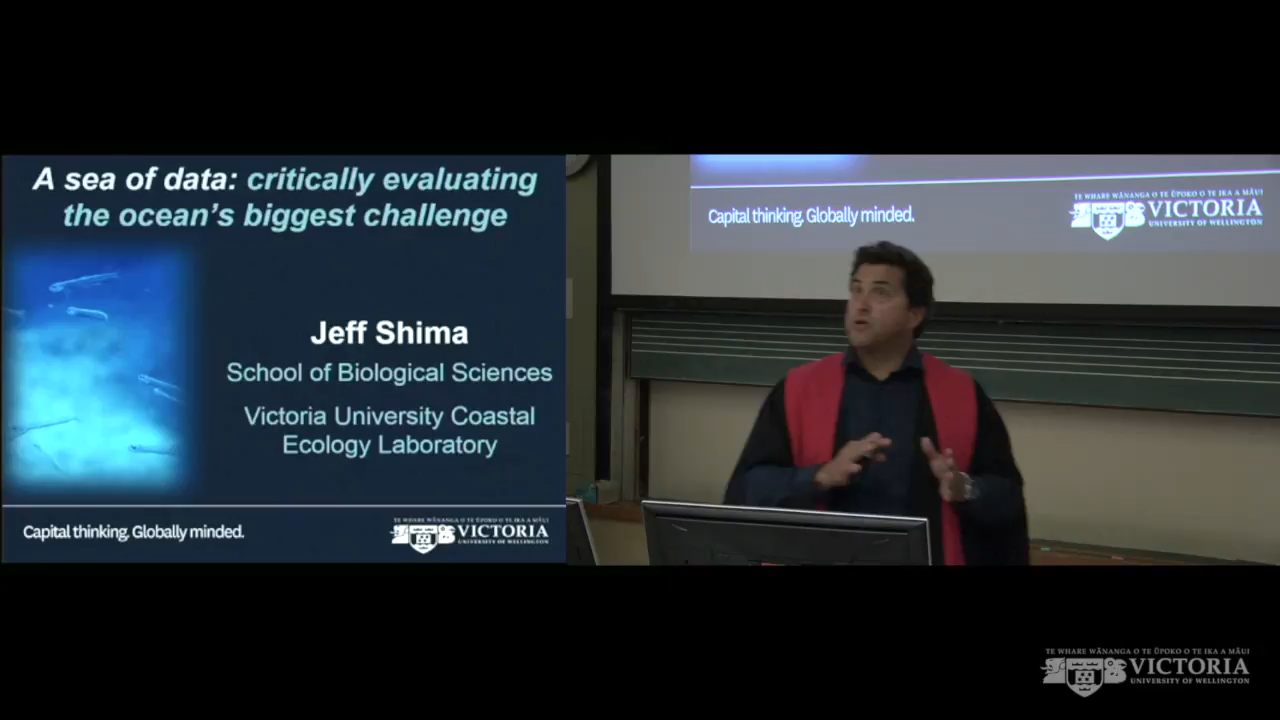 A sea of data: critically evaluating
the ocean's biggest challenge
Jeff Shima
School of Biological Sciences
Victoria University Coastal
Ecology Laboratory
Capital thinking. Globally minded.
TE WHARE WĀNANGA O TE ŪPOKO O TE IKA A MĀUI
VICTORIA
UNIVERSITY OF WELLINGTON
Capital thinking. Globally minded.
TE WHARE WĀNANGA O TE ŪPOKO O TE IKA A MĀUI
VICTORIA
UNIVERSITY OF WELLINGTON
TE WHARE WĀNANGA O TE ŪPOKO O TE IKA A MĀUI
VICTORIA
UNIVERSITY OF WELLINGTON